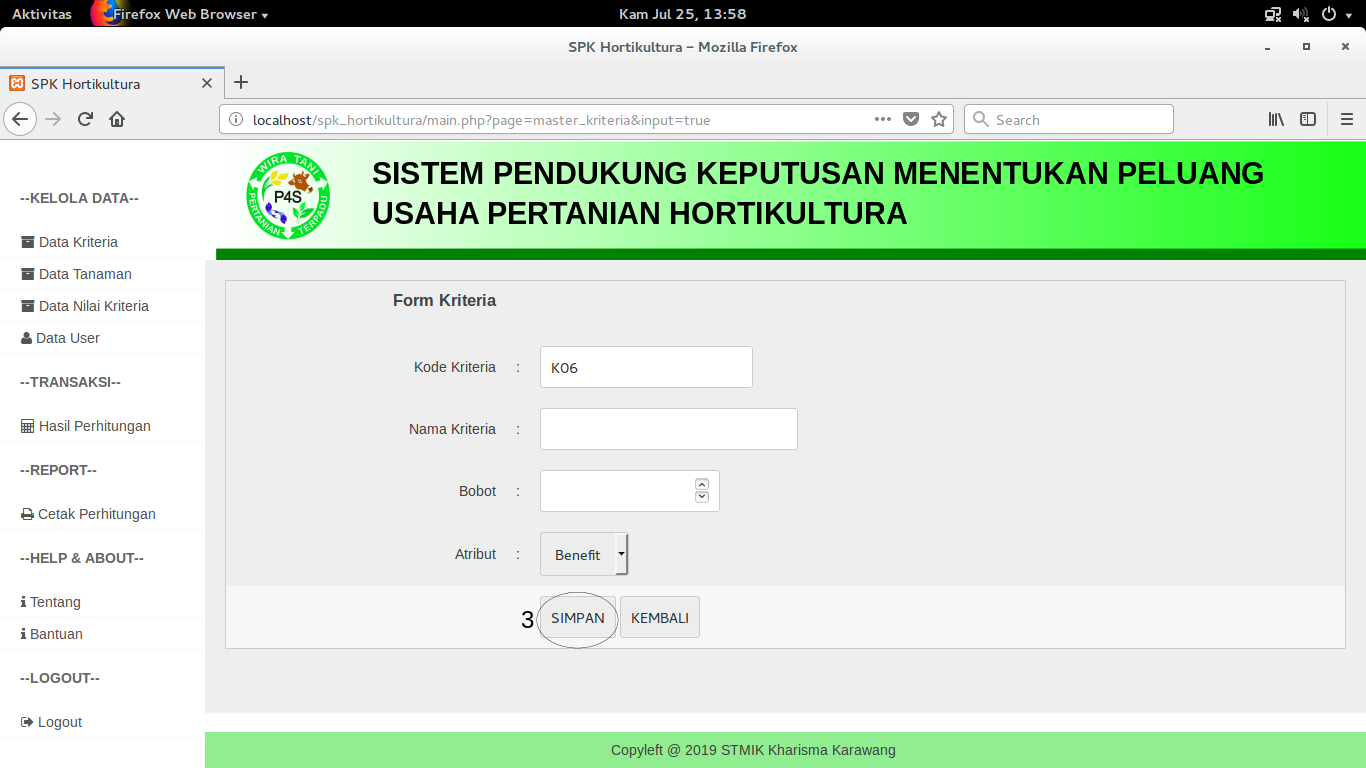 Aktivitas Firefox Web Browser Kam Jul 25, 13:58
SPK Hortikultura – Mozilla Firefox
SPK Hortikultura
localhost/spk_hortikultura/main.php?page=master_kriteria&input=true Search
WIRA TANI
P4S
PERTANIAN TERPADU
SISTEM PENDUKUNG KEPUTUSAN MENENTUKAN PELUANG
USAHA PERTANIAN HORTIKULTURA
--KELOLA DATA--
Data Kriteria
Data Tanaman
Data Nilai Kriteria
Data User
--TRANSAKSI--
Hasil Perhitungan
--REPORT--
Cetak Perhitungan
--HELP & ABOUT--
Tentang
Bantuan
--LOGOUT--
Logout
Form Kriteria
Kode Kriteria : K06
Nama Kriteria :
Bobot :
Atribut : Benefit
3 SIMPAN KEMBALI
Copyleft @ 2019 STMIK Kharisma Karawang